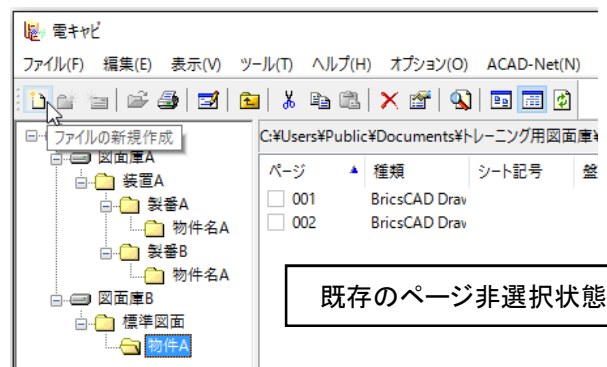 電キャビ
ファイル(F) 編集(E) 表示(V) ツール(T) ヘルプ(H) オプション(O) ACAD-Net(N)
ファイルの新規作成
C:¥Users¥Public¥Documents¥トレーニング用図面庫¥
図面庫A
装置A
製番A
物件名A
製番B
物件名A
図面庫B
標準図面
物件A
ページ 種類 シート記号 盤
001 BricsCAD Draw
002 BricsCAD Draw
既存のページ非選択状態